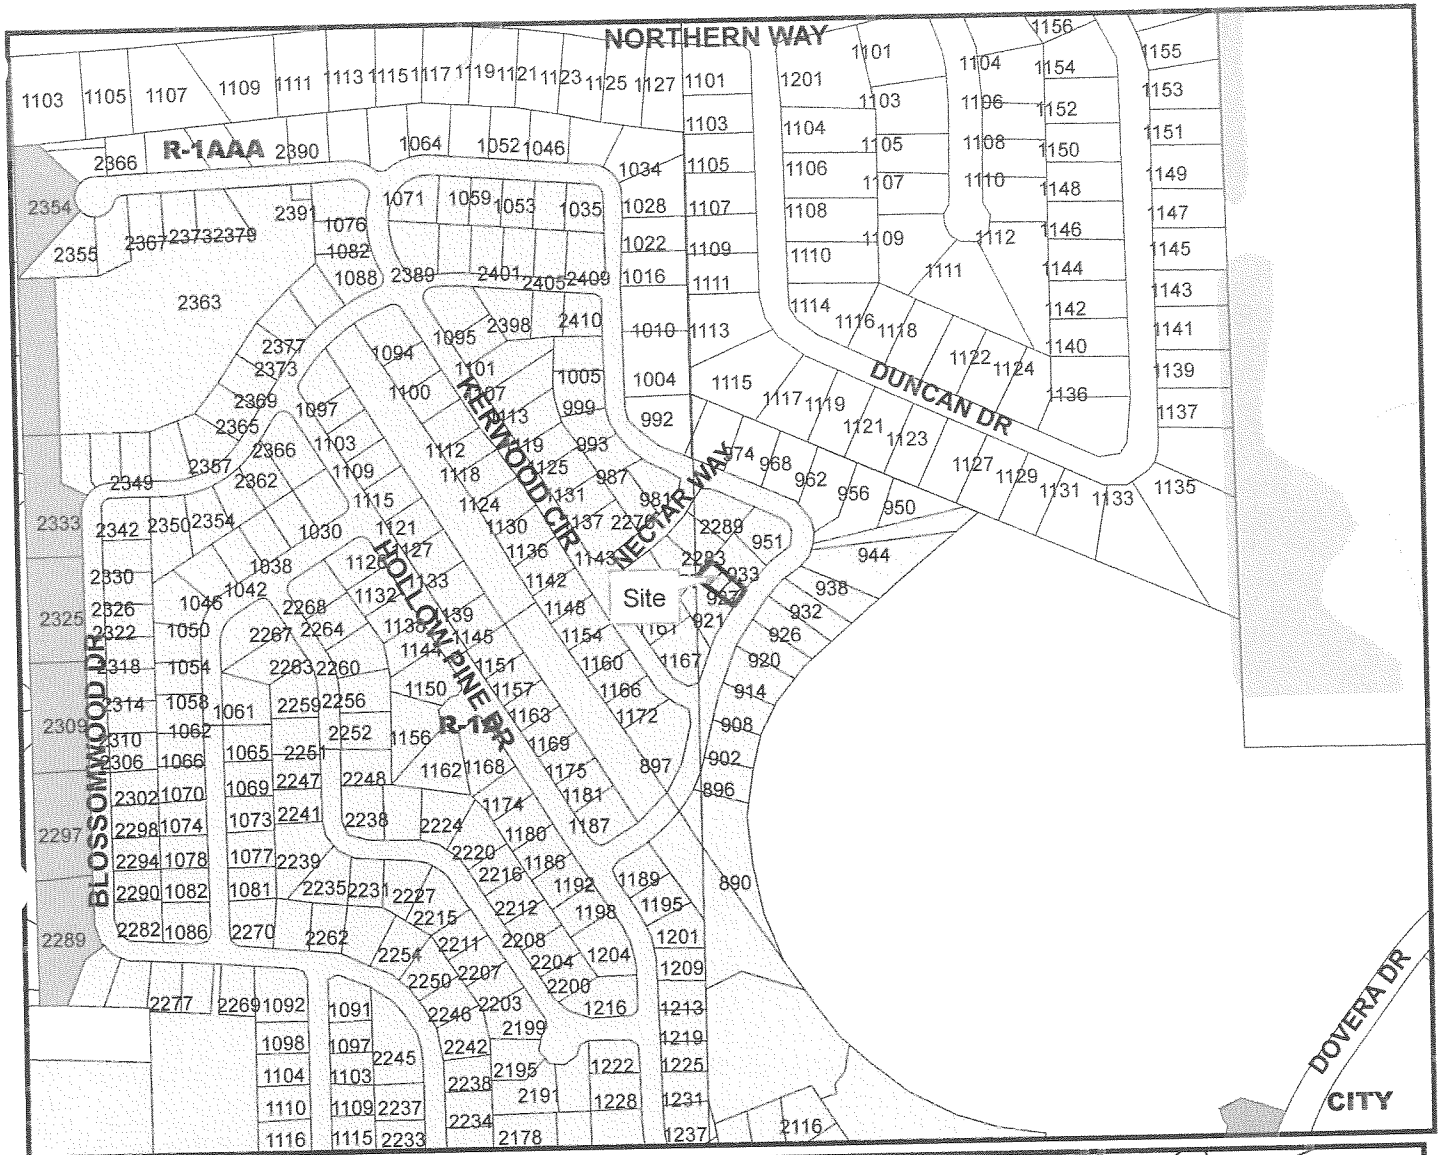 NORTHERN WAY
1156
1103 1105 1107 1109 1111 1113 1115 1117 1119 1121 1123 1125 1127 1101 1201 1101 1104 1154 1155
1103 1106 1152 1153
R-1AAA
2366 2390 1064 1052 1046 1034 1103 1104 1105 1108 1150 1151
1105 1106 1107 1110 1148 1149
2354 2355 2367 2373 2379 2391 1076 1082 1088 1071 1059 1053 1035 1028 1107 1108 1109 1112 1146 1147
2363 2389 2401 2405 2409 1022 1016 1109 1111 1110 1111 1144 1145
1095 2398 2410 1010 1113 1114 1116 1118 1142 1143
2377 2373 1094 1101 1005 1004 1115 1122 1124 1140 1141
2369 2365 1097 1100 1107 1113 999 992 1117 1119 1136 1139
KERWOOD CIR
DUNCAN DR
1121 1123 1127 1129 1131 1133 1135 1137
2349 2357 2366 2362 1103 1109 1115 1112 1118 1119 1125 993 987 981 974 968 962 956 950
NECTAR WAY
2333 2342 2350 2354 1030 1121 1124 1130 1131 1137 2276 2289 951 944
HOLLOW PINE DR
2330 1038 1126 1127 1136 1143 2283 933 938
Site
2325 2326 2322 1046 1042 2268 1132 1133 1142 1148 927 932
1050 2267 2264 1138 1139 1145 1154 1161 921 926
BLOSSOMWOOD DR
2318 1054 2263 2260 1144 1151 1160 1167 920
2309 2314 1058 1061 2259 2256 1150 1157 1166 914
2310 1062 2252 1156 R-1 1163 1172 908
2306 1066 1065 2251 1162 1168 1169 1175 897 902
2302 1070 1069 2247 2248 1174 1181 896
2297 2298 1074 1073 2241 2238 2224 1180 1187
2294 1078 1077 2239 2220 2216 1186 1189 890
2290 1082 1081 2235 2231 2227 2212 1192 1195
2289 2282 1086 2270 2262 2254 2215 2211 2208 1198 1201
2250 2207 2204 1204 1209
2277 2269 1092 1091 2246 2203 2200 1216 1213
1098 1097 2245 2242 2199 1219
DOVERA DR
1104 1103 2238 2195 1222 1225
1110 1109 2237 2234 2191 1228 1231
CITY
1116 1115 2233 2178 1237 2116